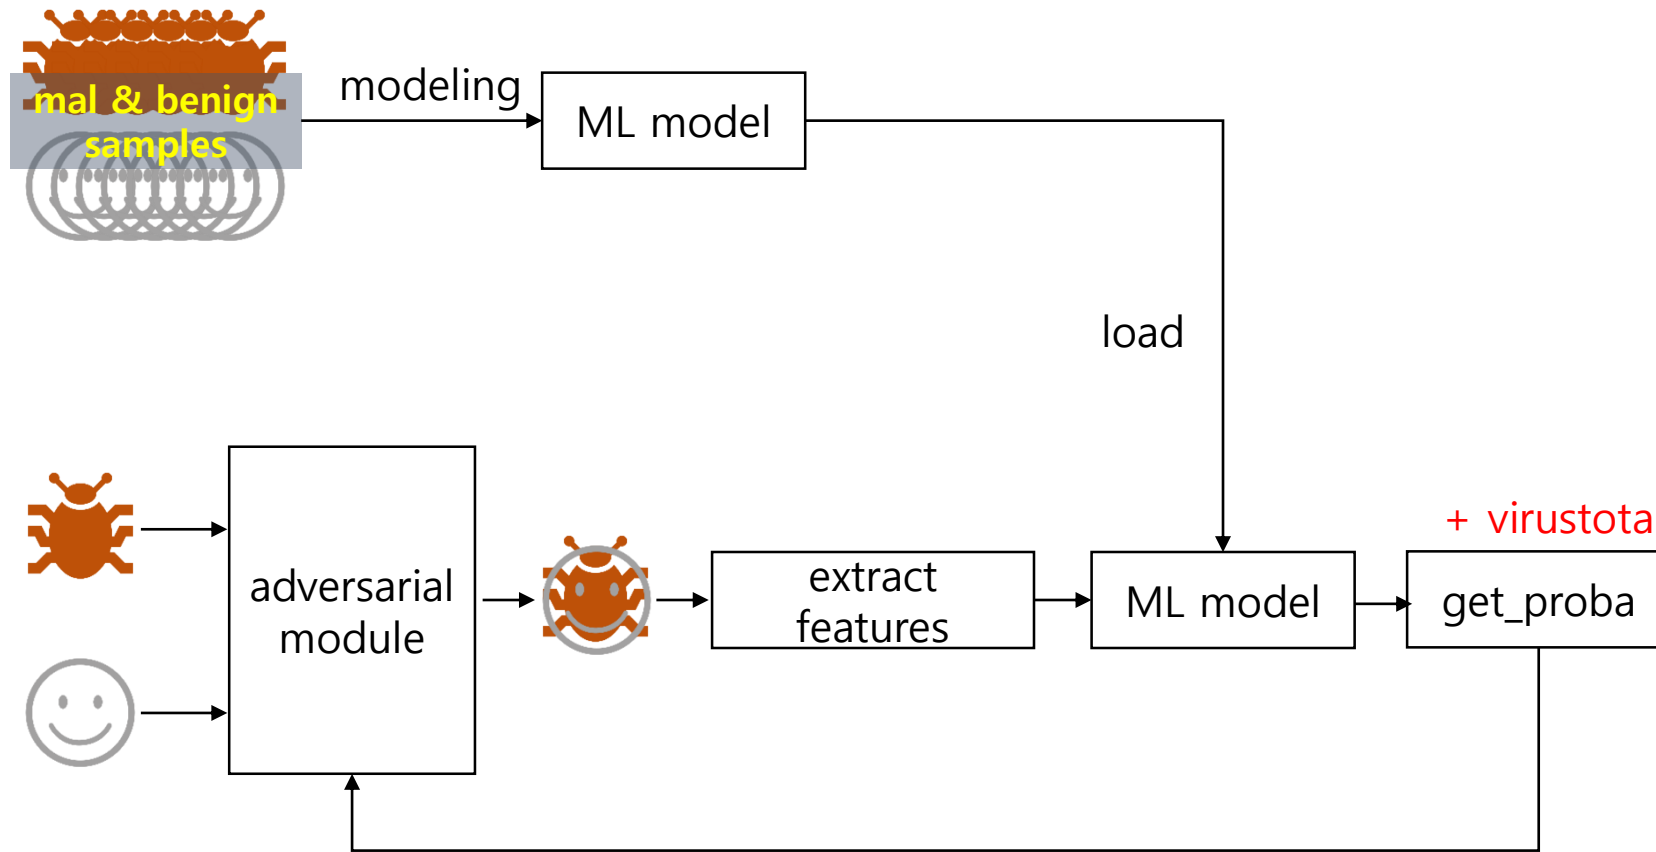 mal & benign
samples
modeling
ML model
load
adversarial
module
extract
features
ML model
+ virustota
get_proba